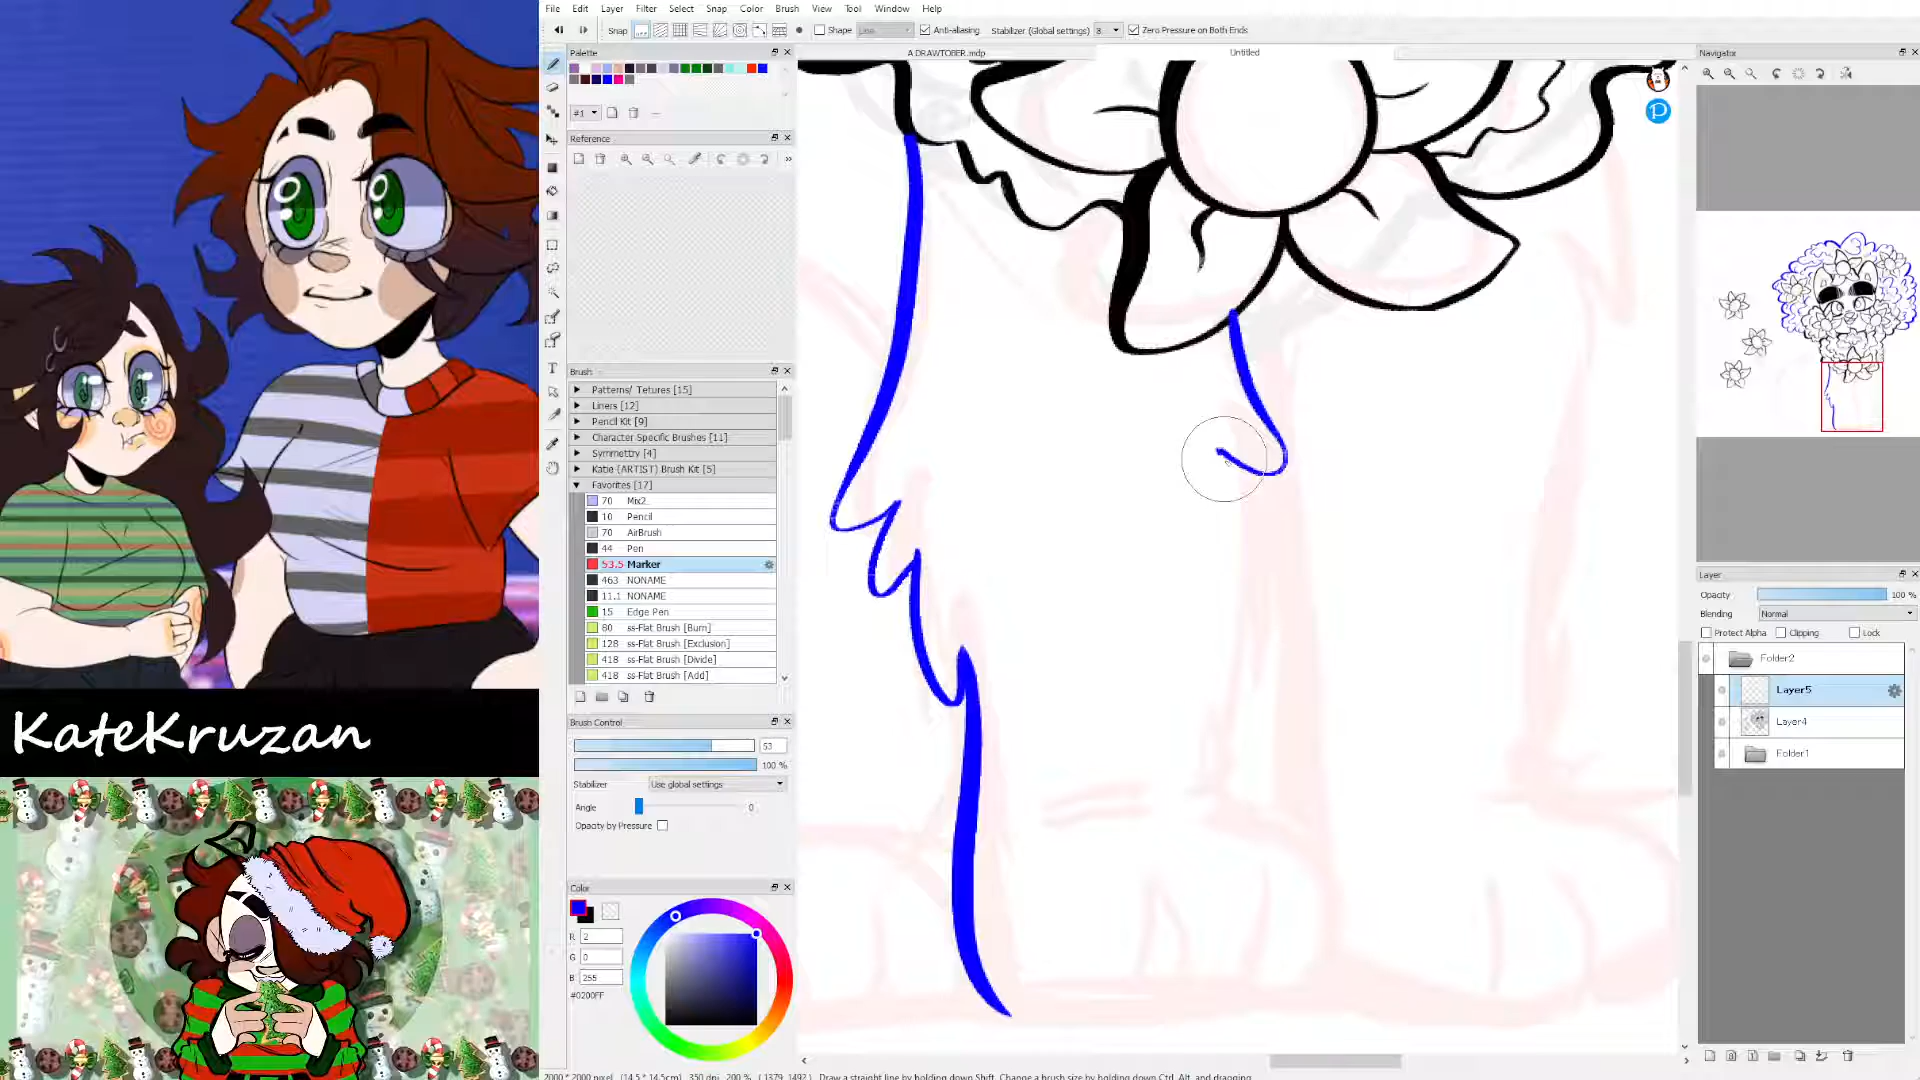 File Edit Layer Filter Select Snap Color Brush View Tool Window Help
Snap Shape Anti-aliasing Stabilizer (Global settings) 8 Zero Pressure on Both Ends
Palette
A DRAWTOBER.mdp
Untitled
Navigator
#1
Reference
Brush
Patterns/ Tetures [15]
Liners [12]
Pencil Kit [9]
Character Specific Brushes [11]
Symmettry [4]
Katie (ARTIST) Brush Kit [5]
Favorites [17]
70 Mix2
10 Pencil
70 AirBrush
44 Pen
53.5 Marker
463 NONAME
11.1 NONAME
15 Edge Pen
80 ss-Flat Brush [Burn]
128 ss-Flat Brush [Exclusion]
418 ss-Flat Brush [Divide]
418 ss-Flat Brush [Add]
Brush Control
53
100 %
Stabilizer Use global settings
Angle 0
Opacity by Pressure
Color
R 2
G 0
B 255
#0200FF
Layer
Opacity 100 %
Blending Normal
Protect Alpha Clipping Lock
Folder2
Layer5
Layer4
Folder1
KateKruzan
2000 * 2000 pixel (14.5 * 14.5cm) 350 dpi 200 % ( 1379, 1492 ) Draw a straight line by holding down Shift, Change a brush size by holding down Ctrl, Alt, and dragging